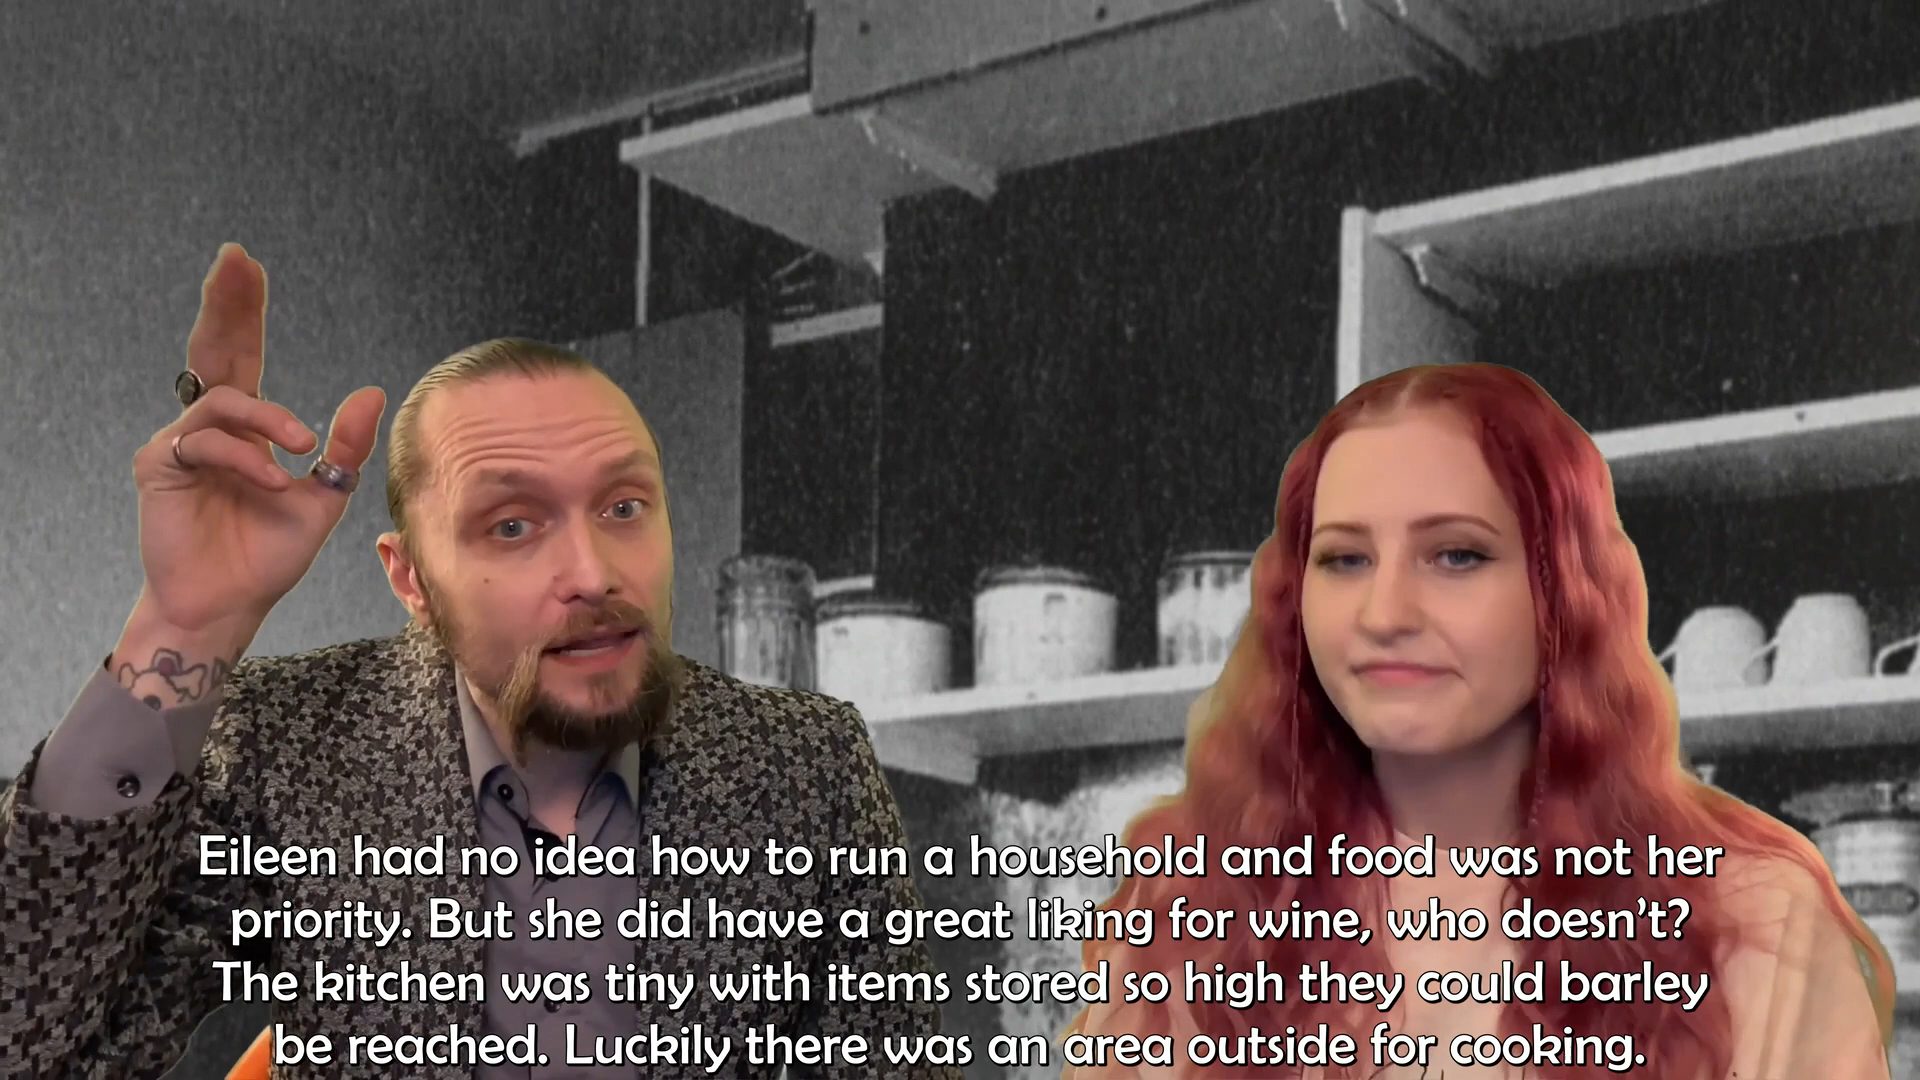 Eileen had no idea how to run a household and food was not her
priority. But she did have a great liking for wine, who doesn't?
The kitchen was tiny with items stored so high they could barley
be reached. Luckily there was an area outside for cooking.